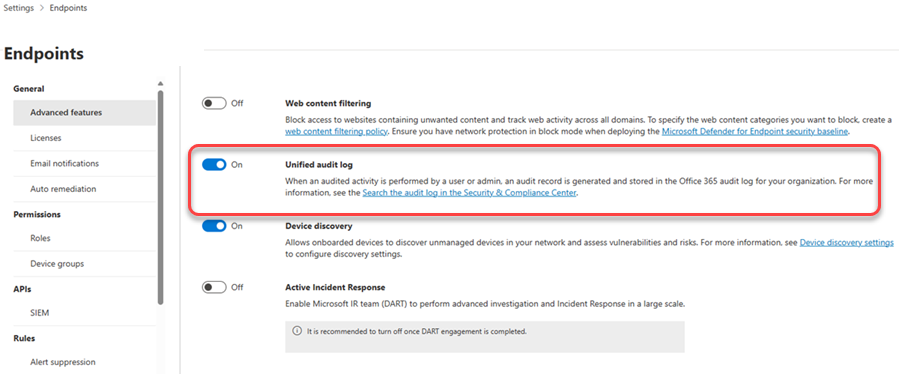 Settings > Endpoints
Endpoints
General
Advanced features
Licenses
Email notifications
Auto remediation
Permissions
Roles
Device groups
APIs
SIEM
Rules
Alert suppression
Off Web content filtering
Block access to websites containing unwanted content and track web activity across all domains. To specify the web content categories you want to block, create a
web content filtering policy. Ensure you have network protection in block mode when deploying the Microsoft Defender for Endpoint security baseline.
On Unified audit log
When an audited activity is performed by a user or admin, an audit record is generated and stored in the Office 365 audit log for your organization. For more
information, see the Search the audit log in the Security & Compliance Center.
On Device discovery
Allows onboarded devices to discover unmanaged devices in your network and assess vulnerabilities and risks. For more information, see Device discovery settings
to configure discovery settings.
Off Active Incident Response
Enable Microsoft IR team (DART) to perform advanced investigation and Incident Response in a large scale.
It is recommended to turn off once DART engagement is completed.